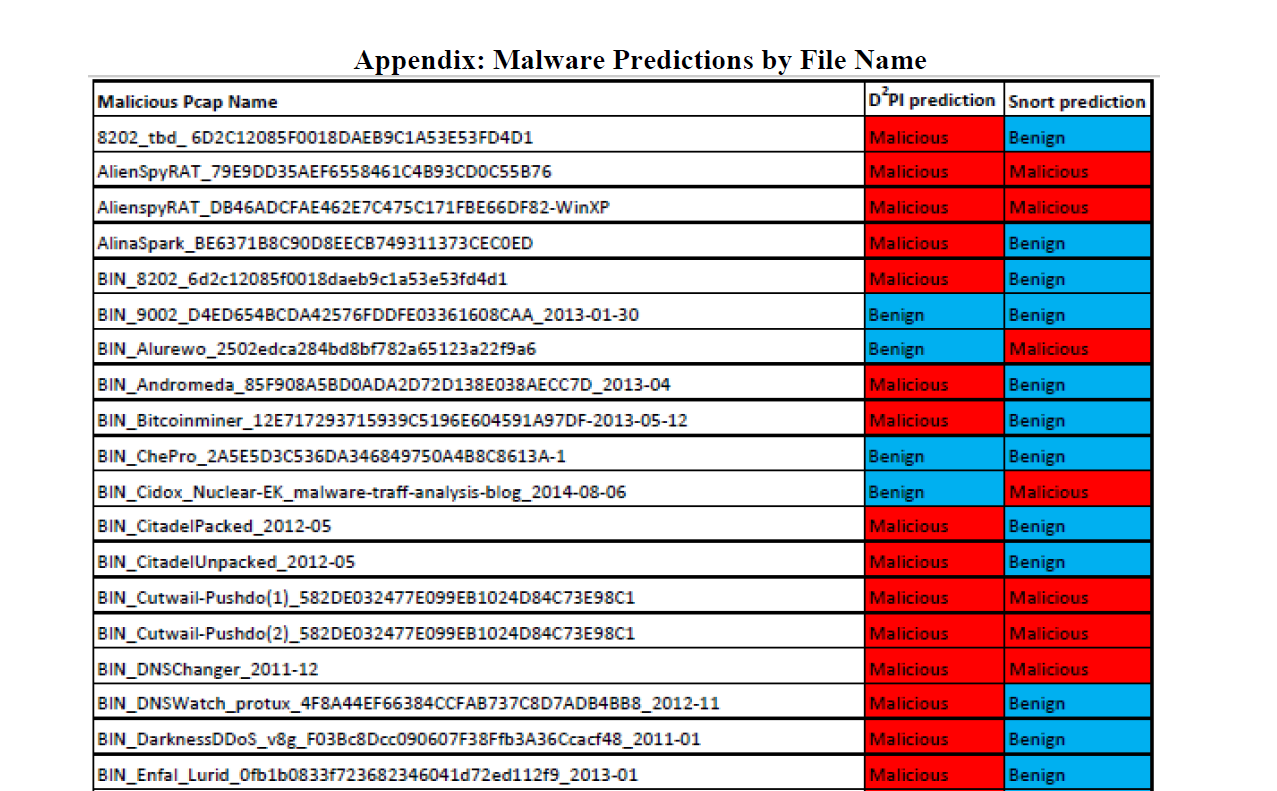 Appendix: Malware Predictions by File Name
Malicious Pcap Name D²PI prediction Snort prediction
8202_tbd_ 6D2C12085F0018DAEB9C1A53E53FD4D1 Malicious Benign
AlienSpyRAT_79E9DD35AEF6558461C4B93CD0C55B76 Malicious Malicious
AlienspyRAT_DB46ADCFAE462E7C475C171FBE66DF82-WinXP Malicious Malicious
AlinaSpark_BE6371B8C90D8EECB749311373CEC0ED Malicious Benign
BIN_8202_6d2c12085f0018daeb9c1a53e53fd4d1 Malicious Benign
BIN_9002_D4ED654BCDA42576FDDFE03361608CAA_2013-01-30 Benign Benign
BIN_Alurewo_2502edca284bd8bf782a65123a22f9a6 Benign Malicious
BIN_Andromeda_85F908A5BD0ADA2D72D138E038AECC7D_2013-04 Malicious Benign
BIN_Bitcoinminer_12E717293715939C5196E604591A97DF-2013-05-12 Malicious Benign
BIN_ChePro_2A5E5D3C536DA346849750A4B8C8613A-1 Benign Benign
BIN_Cidox_Nuclear-EK_malware-traff-analysis-blog_2014-08-06 Benign Malicious
BIN_CitadelPacked_2012-05 Malicious Benign
BIN_CitadelUnpacked_2012-05 Malicious Benign
BIN_Cutwail-Pushdo(1)_582DE032477E099EB1024D84C73E98C1 Malicious Malicious
BIN_Cutwail-Pushdo(2)_582DE032477E099EB1024D84C73E98C1 Malicious Malicious
BIN_DNSChanger_2011-12 Malicious Malicious
BIN_DNSWatch_protux_4F8A44EF66384CCFAB737C8D7ADB4BB8_2012-11 Malicious Benign
BIN_DarknessDDoS_v8g_F03Bc8Dcc090607F38Ffb3A36Ccacf48_2011-01 Malicious Benign
BIN_Enfal_Lurid_0fb1b0833f723682346041d72ed112f9_2013-01 Malicious Benign